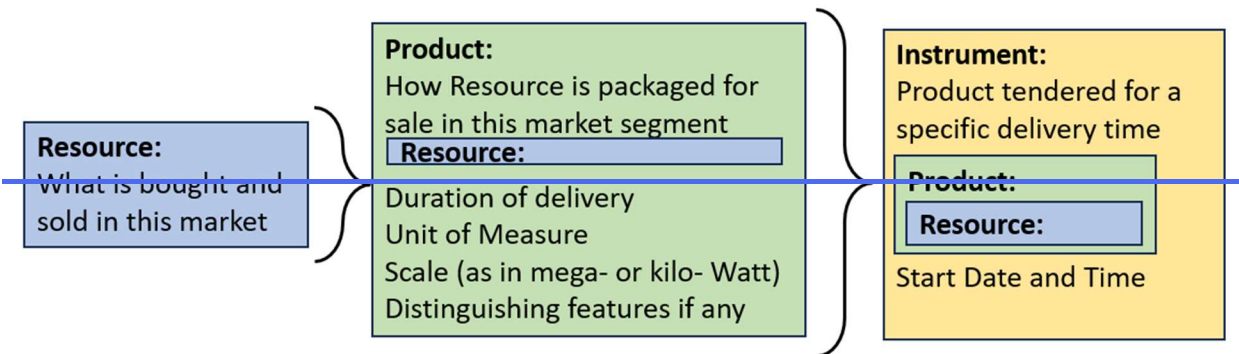 Resource:
What is bought and
sold in this market
Product:
How Resource is packaged for
sale in this market segment
Resource:
Duration of delivery
Unit of Measure
Scale (as in mega- or kilo- Watt)
Distinguishing features if any
Instrument:
Product tendered for a
specific delivery time
Product:
Resource:
Start Date and Time